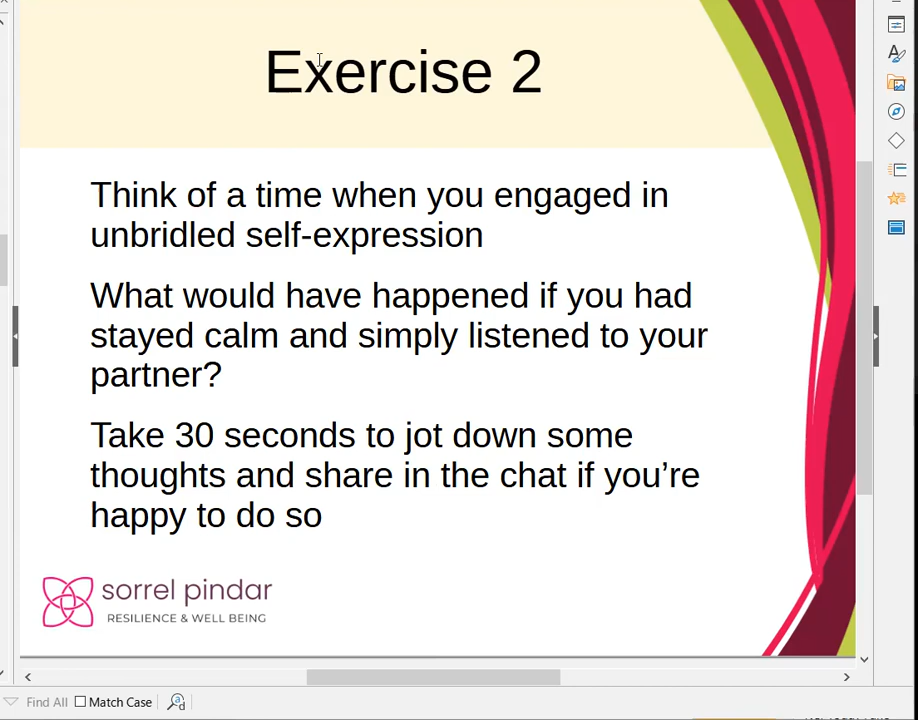 Exercise 2
Think of a time when you engaged in
unbridled self-expression
What would have happened if you had
stayed calm and simply listened to your
partner?
Take 30 seconds to jot down some
thoughts and share in the chat if you’re
happy to do so
sorrel pindar
RESILIENCE & WELL BEING
Find All Match Case